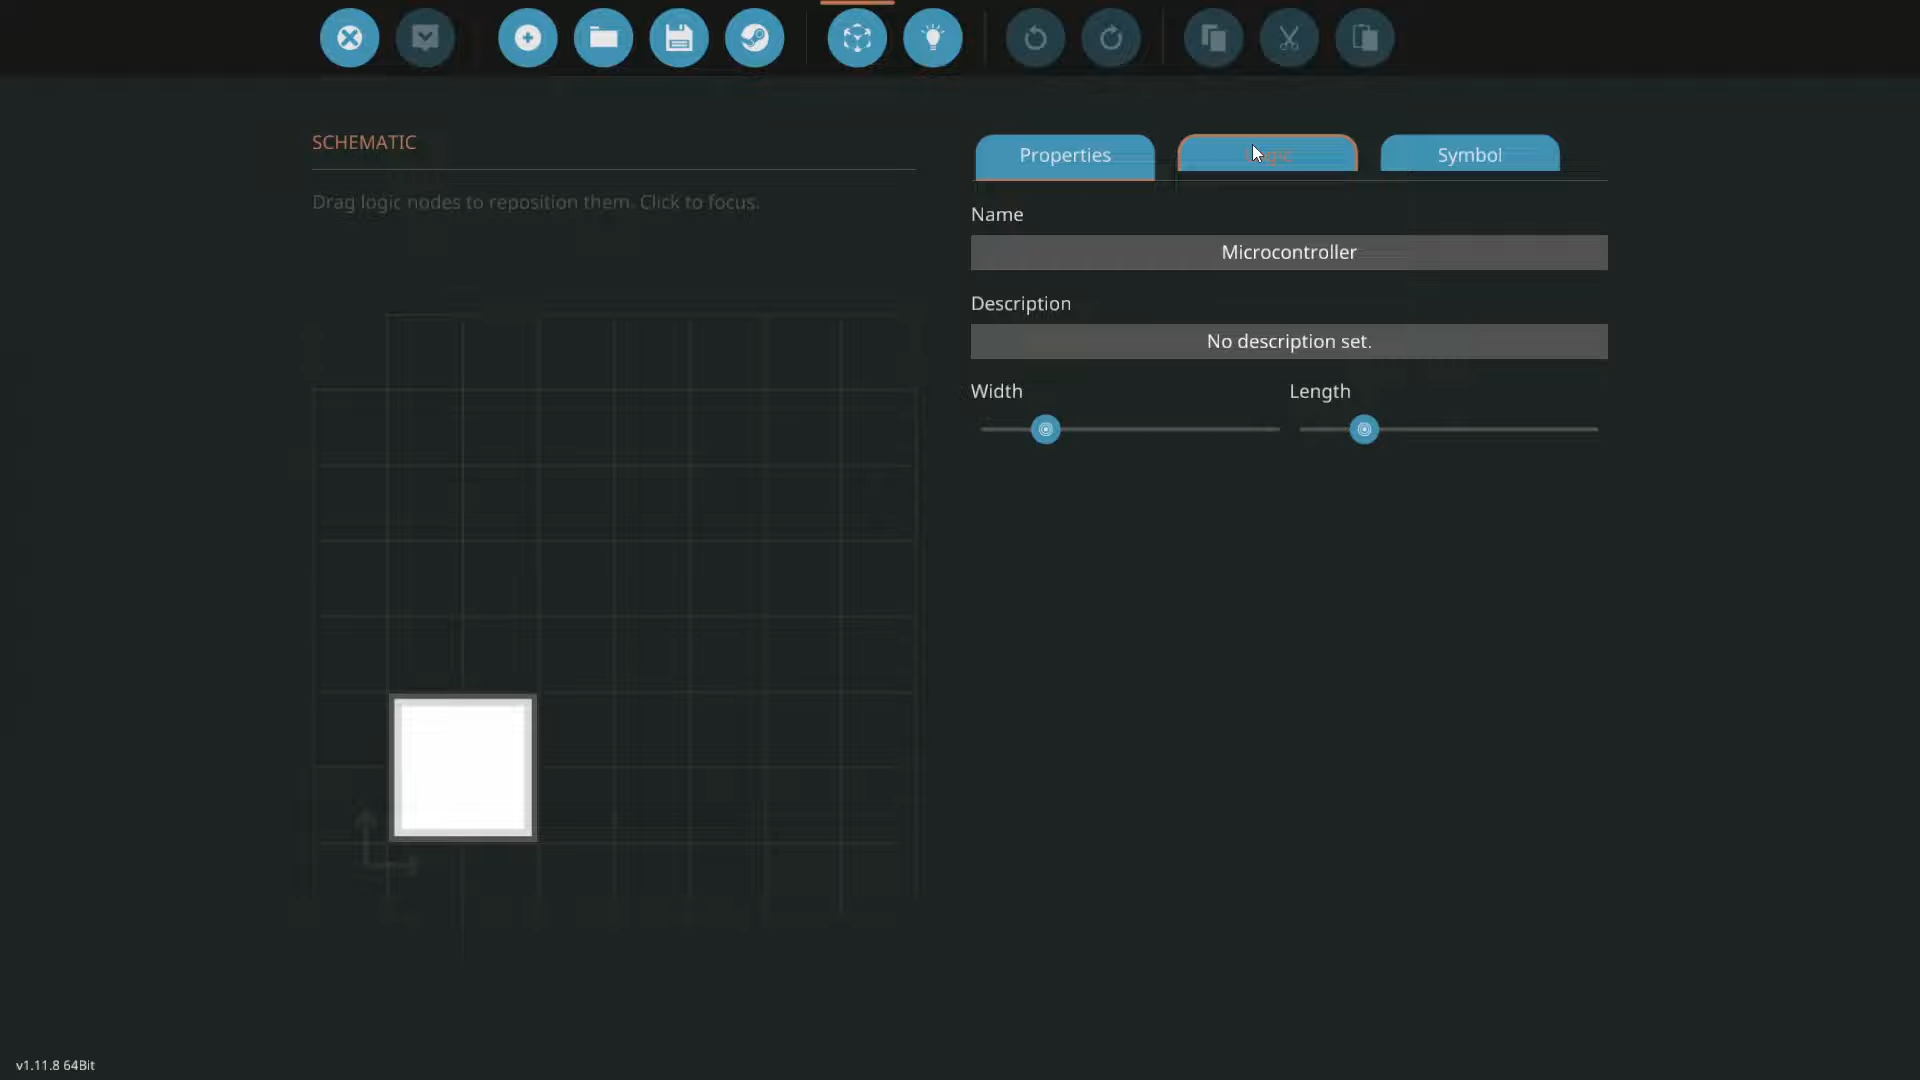 SCHEMATIC
Drag logic nodes to reposition them. Click to focus.
Properties
Logic
Symbol
Name
Microcontroller
Description
No description set.
Width
Length
v1.11.8 64Bit